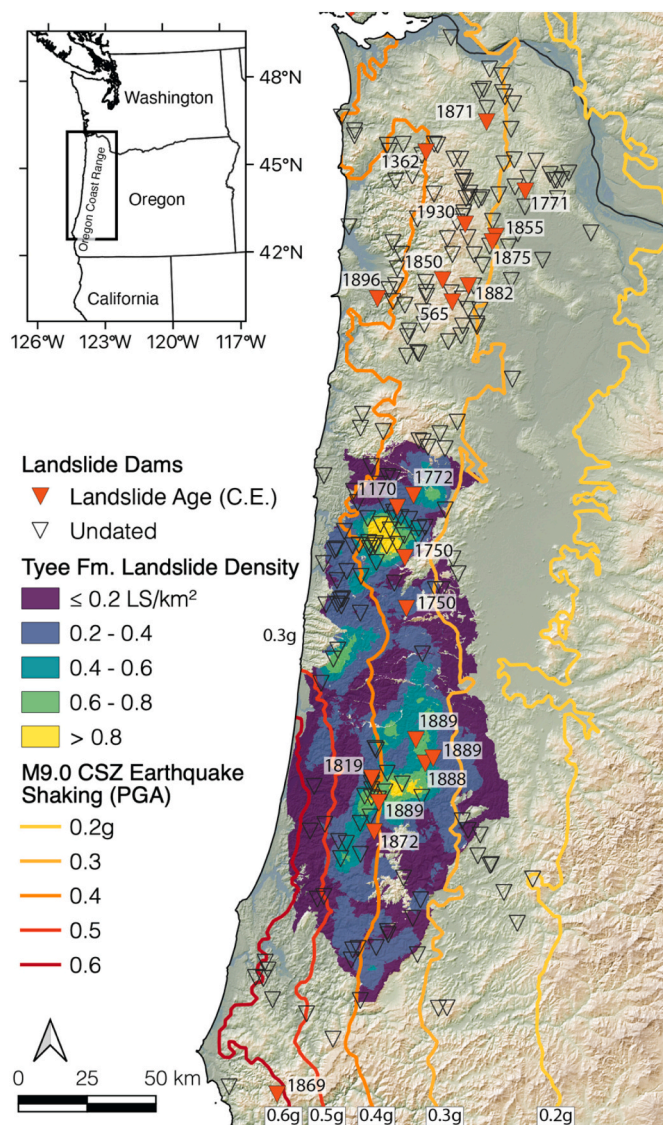 48°N
Washington
45°N
Oregon Coast Range
Oregon
42°N
California
126°W
123°W
120°W
117°W
1871
1362
1771
1930
1855
1850
1875
1896
1882
565
Landslide Dams
Landslide Age (C.E.)
Undated
Tyee Fm. Landslide Density
≤ 0.2 LS/km²
0.2 - 0.4
0.4 - 0.6
0.6 - 0.8
> 0.8
M9.0 CSZ Earthquake
Shaking (PGA)
0.2g
0.3
0.4
0.5
0.6
0 25 50 km
1772
1170
1750
1750
0.3g
1889
1889
1819
1888
1889
1872
1869
0.6g 0.5g 0.4g 0.3g 0.2g